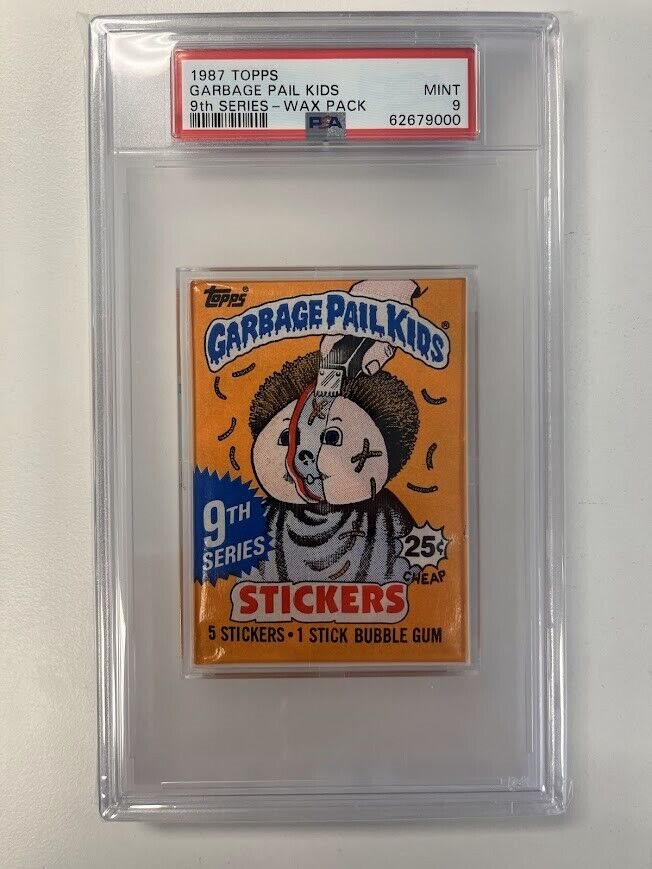 1987 TOPPS
GARBAGE PAIL KIDS MINT
9th SERIES - WAX PACK 9
PSA 62679000
TOPPS®
GARBAGE PAIL KIDS®
9TH
SERIES
25¢
CHEAP
STICKERS
5 STICKERS • 1 STICK BUBBLE GUM